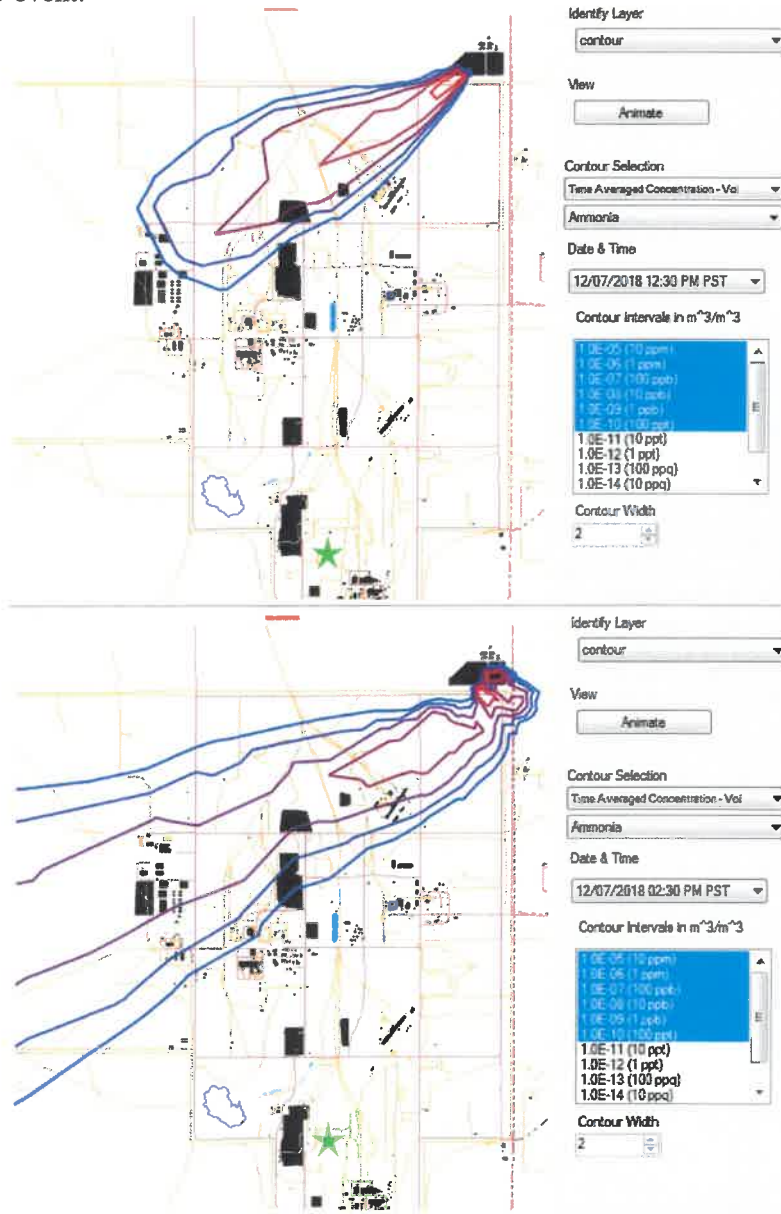 event.
Identify Layer
contour
View
Animate
Contour Selection
Time Averaged Concentration - Vol
Ammonia
Date & Time
12/07/2018 12:30 PM PST
Contour Intervals in m^3/m^3
1.0E-05 (10 ppm)
1.0E-06 (1 ppm)
1.0E-07 (100 ppb)
1.0E-08 (10 ppb)
1.0E-09 (1 ppb)
1.0E-10 (100 ppt)
1.0E-11 (10 ppt)
1.0E-12 (1 ppt)
1.0E-13 (100 ppq)
1.0E-14 (10 ppq)
Contour Width
2
Identify Layer
contour
View
Animate
Contour Selection
Time Averaged Concentration - Vol
Ammonia
Date & Time
12/07/2018 02:30 PM PST
Contour Intervals in m^3/m^3
1.0E-05 (10 ppm)
1.0E-06 (1 ppm)
1.0E-07 (100 ppb)
1.0E-08 (10 ppb)
1.0E-09 (1 ppb)
1.0E-10 (100 ppt)
1.0E-11 (10 ppt)
1.0E-12 (1 ppt)
1.0E-13 (100 ppq)
1.0E-14 (10 ppq)
Contour Width
2